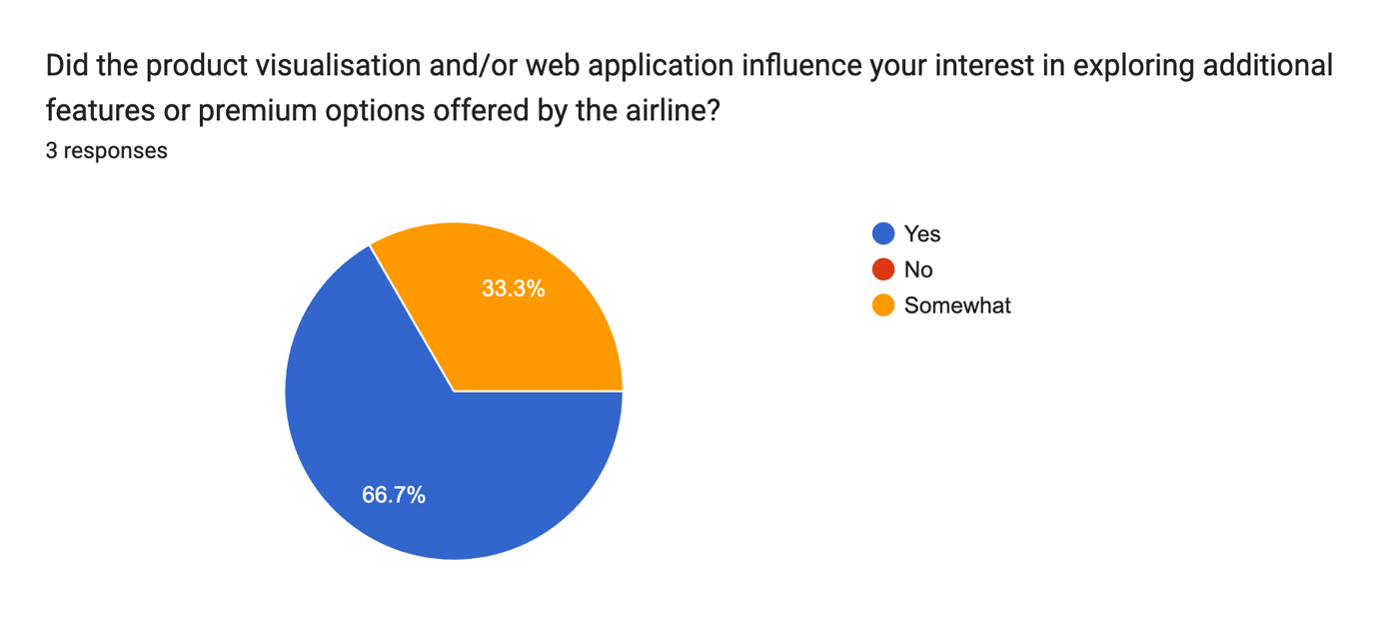 Did the product visualisation and/or web application influence your interest in exploring additional
features or premium options offered by the airline?
3 responses
Yes
No
Somewhat
33.3%
66.7%